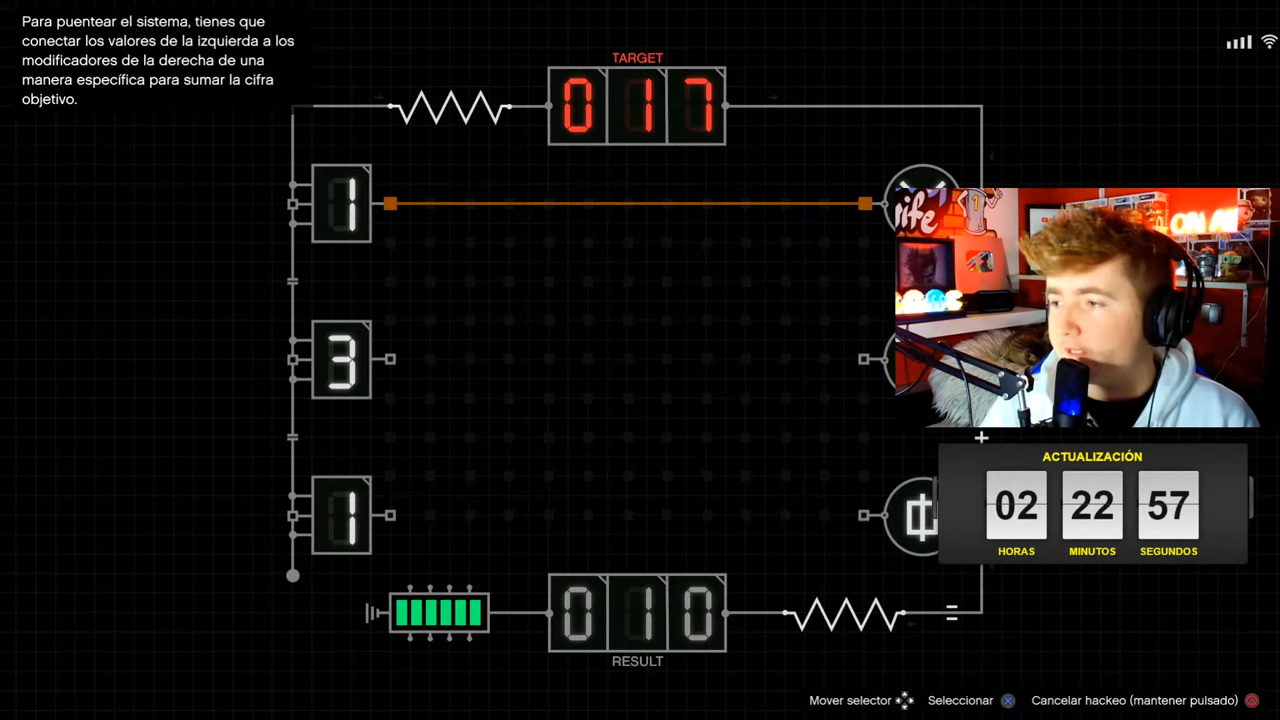 Para puentear el sistema, tienes que
conectar los valores de la izquierda a los
modificadores de la derecha de una
manera específica para sumar la cifra
objetivo.
TARGET
017
1
3
1
+
ACTUALIZACIÓN
02 22 57
HORAS MINUTOS SEGUNDOS
010
=
RESULT
Mover selector Seleccionar Cancelar hackeo (mantener pulsado)